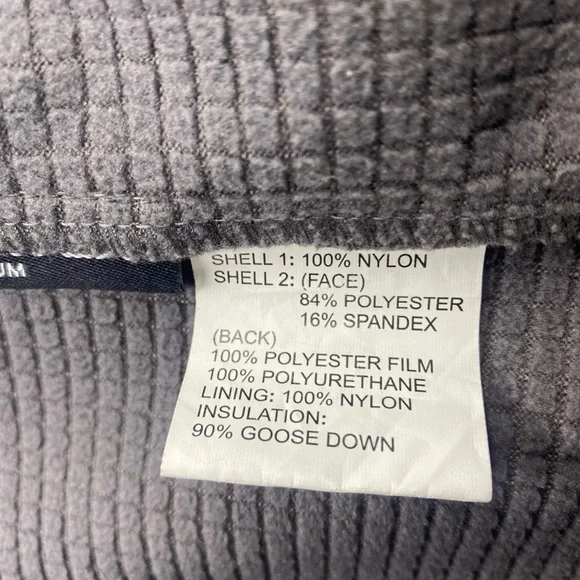 SHELL 1: 100% NYLON
SHELL 2: (FACE)
84% POLYESTER
16% SPANDEX
(BACK)
100% POLYESTER FILM
100% POLYURETHANE
LINING: 100% NYLON
INSULATION:
90% GOOSE DOWN
UM